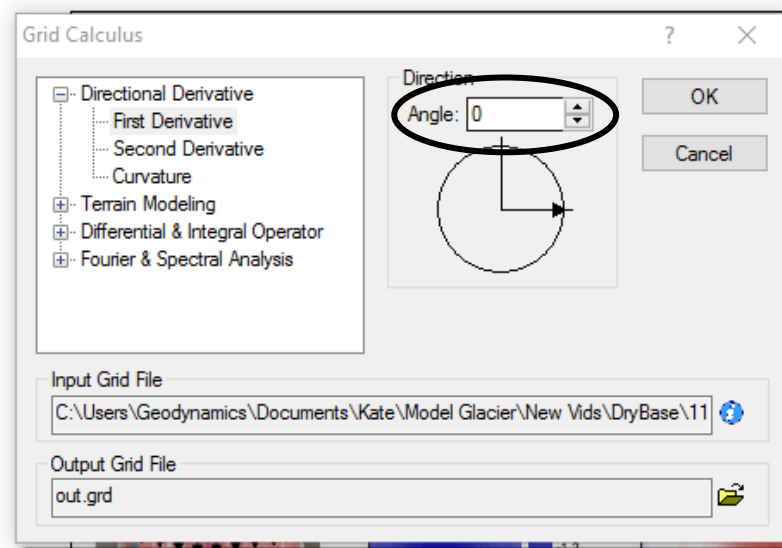 Grid Calculus
? ×
Directional Derivative
First Derivative
Second Derivative
Curvature
Terrain Modeling
Differential & Integral Operator
Fourier & Spectral Analysis
Direction
Angle: 0
OK
Cancel
Input Grid File
C:\Users\Geodynamics\Documents\Kate\Model Glacier\New Vids\DryBase\11
Output Grid File
out.grd